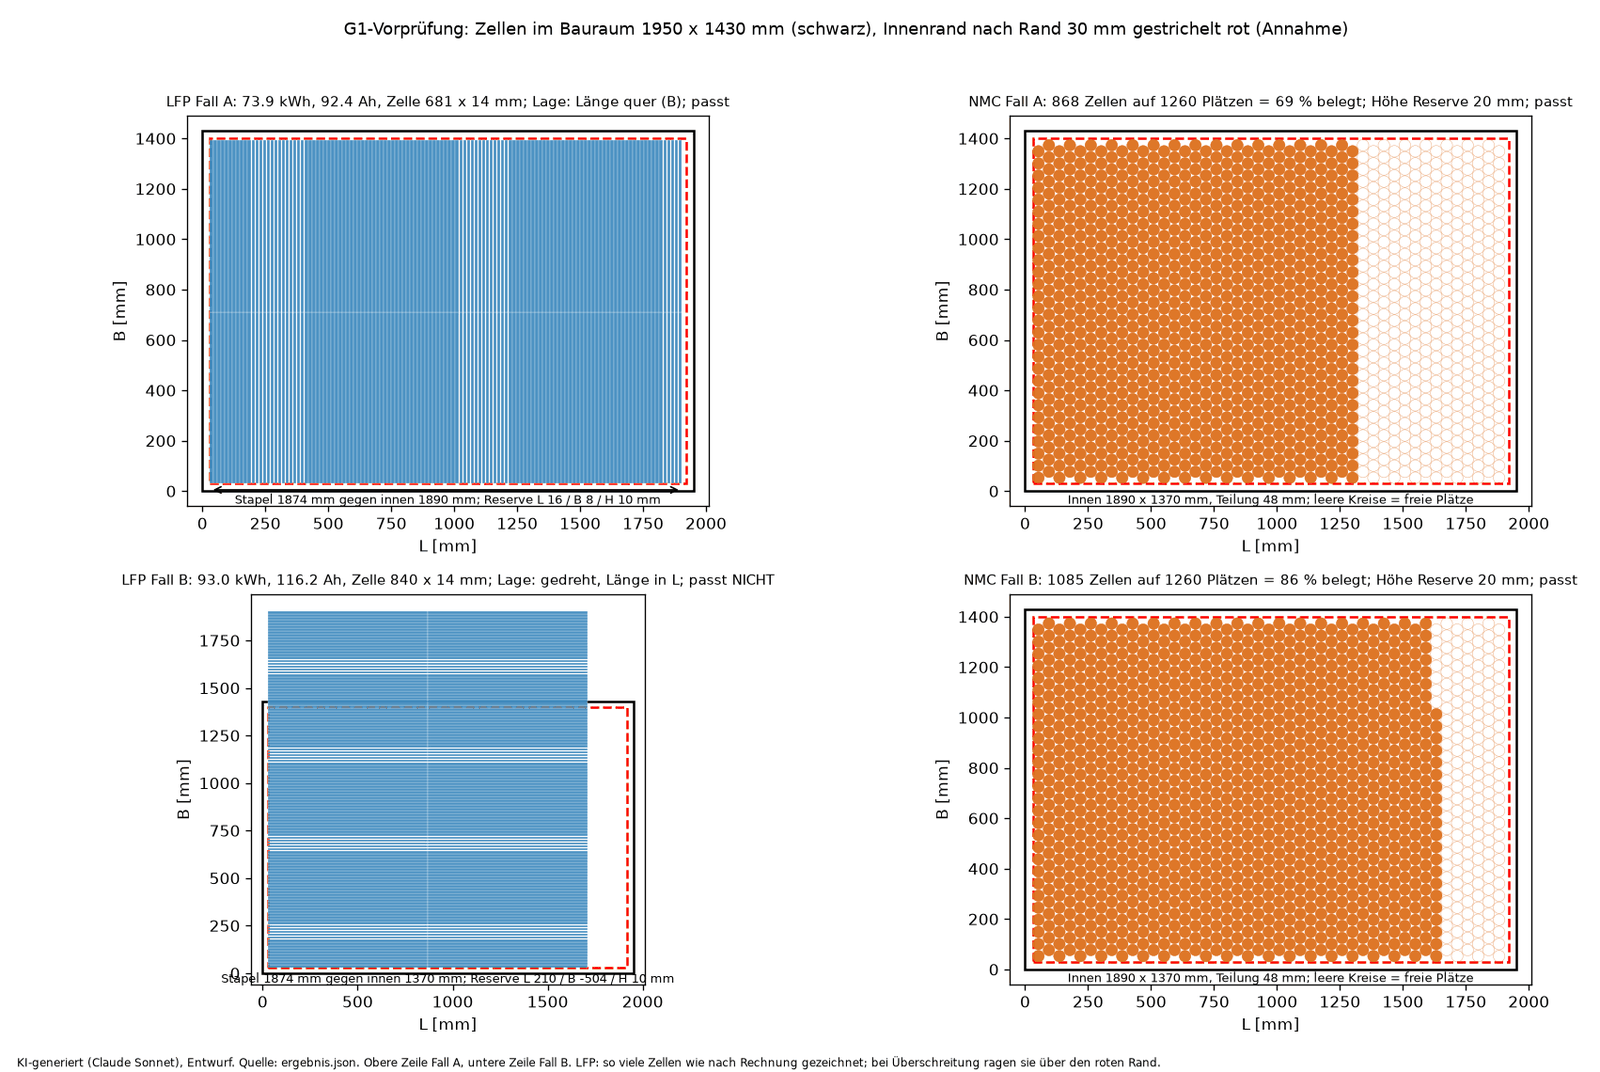 G1-Vorprüfung: Zellen im Bauraum 1950 x 1430 mm (schwarz), Innenrand nach Rand 30 mm gestrichelt rot (Annahme)
LFP Fall A: 73.9 kWh, 92.4 Ah, Zelle 681 x 14 mm; Lage: Länge quer (B); passt
1400
1200
1000
800
600
400
200
0
B [mm]
Stapel 1874 mm gegen innen 1890 mm; Reserve L 16 / B 8 / H 10 mm
0 250 500 750 1000 1250 1500 1750 2000
L [mm]
NMC Fall A: 868 Zellen auf 1260 Plätzen = 69 % belegt; Höhe Reserve 20 mm; passt
1400
1200
1000
800
600
400
200
0
B [mm]
Innen 1890 x 1370 mm, Teilung 48 mm; leere Kreise = freie Plätze
0 250 500 750 1000 1250 1500 1750 2000
L [mm]
LFP Fall B: 93.0 kWh, 116.2 Ah, Zelle 840 x 14 mm; Lage: gedreht, Länge in L; passt NICHT
1750
1500
1250
1000
750
500
250
0
B [mm]
Stapel 1874 mm gegen innen 1370 mm; Reserve L 210 / B -504 / H 10 mm
0 500 1000 1500 2000
L [mm]
NMC Fall B: 1085 Zellen auf 1260 Plätzen = 86 % belegt; Höhe Reserve 20 mm; passt
1400
1200
1000
800
600
400
200
0
B [mm]
Innen 1890 x 1370 mm, Teilung 48 mm; leere Kreise = freie Plätze
0 250 500 750 1000 1250 1500 1750 2000
L [mm]
KI-generiert (Claude Sonnet), Entwurf. Quelle: ergebnis.json. Obere Zeile Fall A, untere Zeile Fall B. LFP: so viele Zellen wie nach Rechnung gezeichnet; bei Überschreitung ragen sie über den roten Rand.